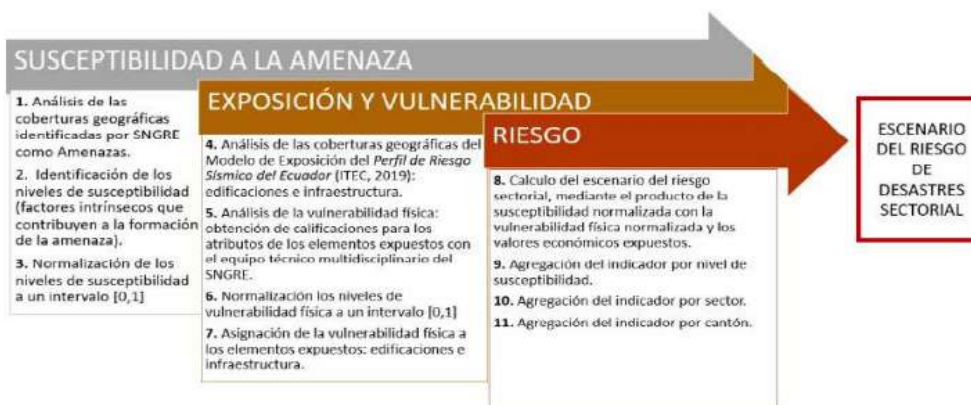 SUSCEPTIBILIDAD A LA AMENAZA
1. Análisis de las
coberturas geográficas
identificadas por SNGRE
como Amenazas.
2. Identificación de los
niveles de susceptibilidad
(factores intrínsecos que
contribuyen a la formación
de la amenaza).
3. Normalización de los
niveles de susceptibilidad
a un intervalo [0,1]
EXPOSICIÓN Y VULNERABILIDAD
4. Análisis de las coberturas geográficas del
Modelo de Exposición del Perfil de Riesgo
Sísmico del Ecuador (ITEC, 2019):
edificaciones e infraestructura.
5. Análisis de la vulnerabilidad física:
obtención de calificaciones para los
atributos de los elementos expuestos con
el equipo técnico multidisciplinario del
SNGRE.
6. Normalización los niveles de
vulnerabilidad física a un intervalo [0,1]
7. Asignación de la vulnerabilidad física a
los elementos expuestos: edificaciones e
infraestructura.
RIESGO
8. Calculo del escenario del riesgo
sectorial, mediante el producto de la
susceptibilidad normalizada con la
vulnerabilidad física normalizada y los
valores económicos expuestos.
9. Agregación del indicador por nivel de
susceptibilidad.
10. Agregación del indicador por sector.
11. Agregación del indicador por cantón.
ESCENARIO
DEL RIESGO
DE
DESASTRES
SECTORIAL